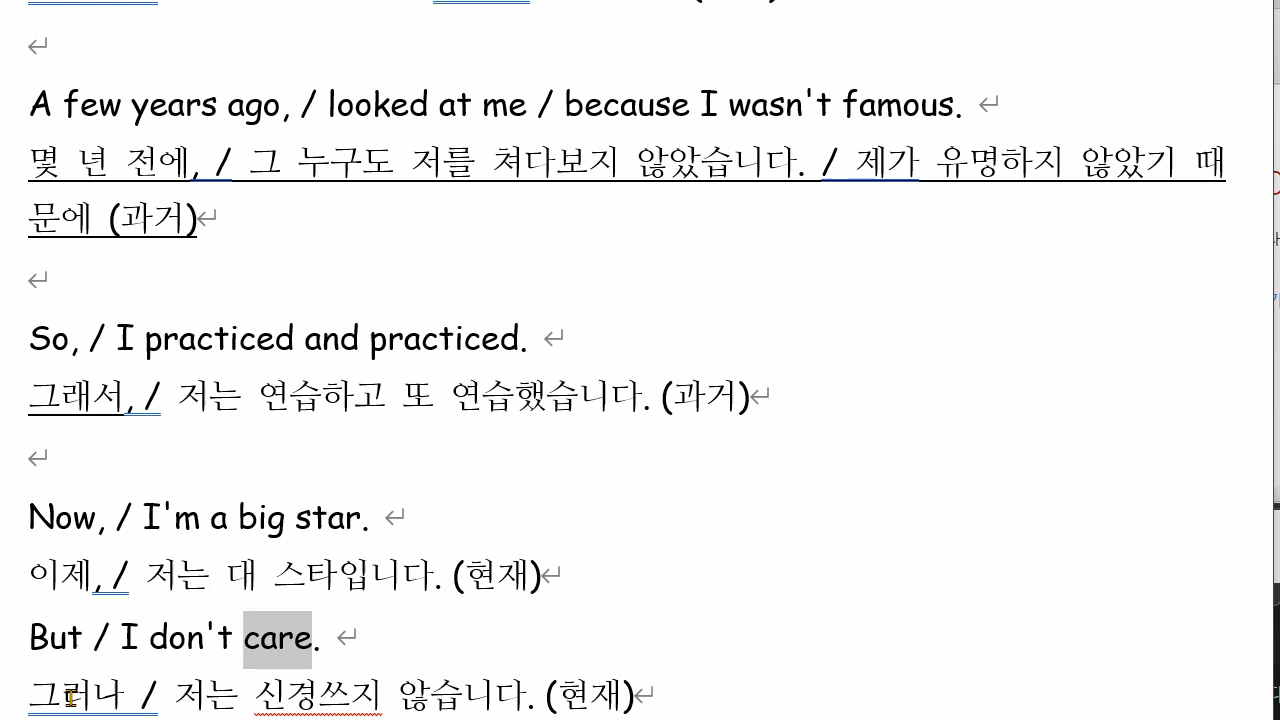 A few years ago, / looked at me / because I wasn't famous.
몇 년 전에, / 그 누구도 저를 쳐다보지 않았습니다. / 제가 유명하지 않았기 때
문에 (과거)
So, / I practiced and practiced.
그래서, / 저는 연습하고 또 연습했습니다. (과거)
Now, / I'm a big star.
이제, / 저는 대 스타입니다. (현재)
But / I don't care.
그러나 / 저는 신경쓰지 않습니다. (현재)